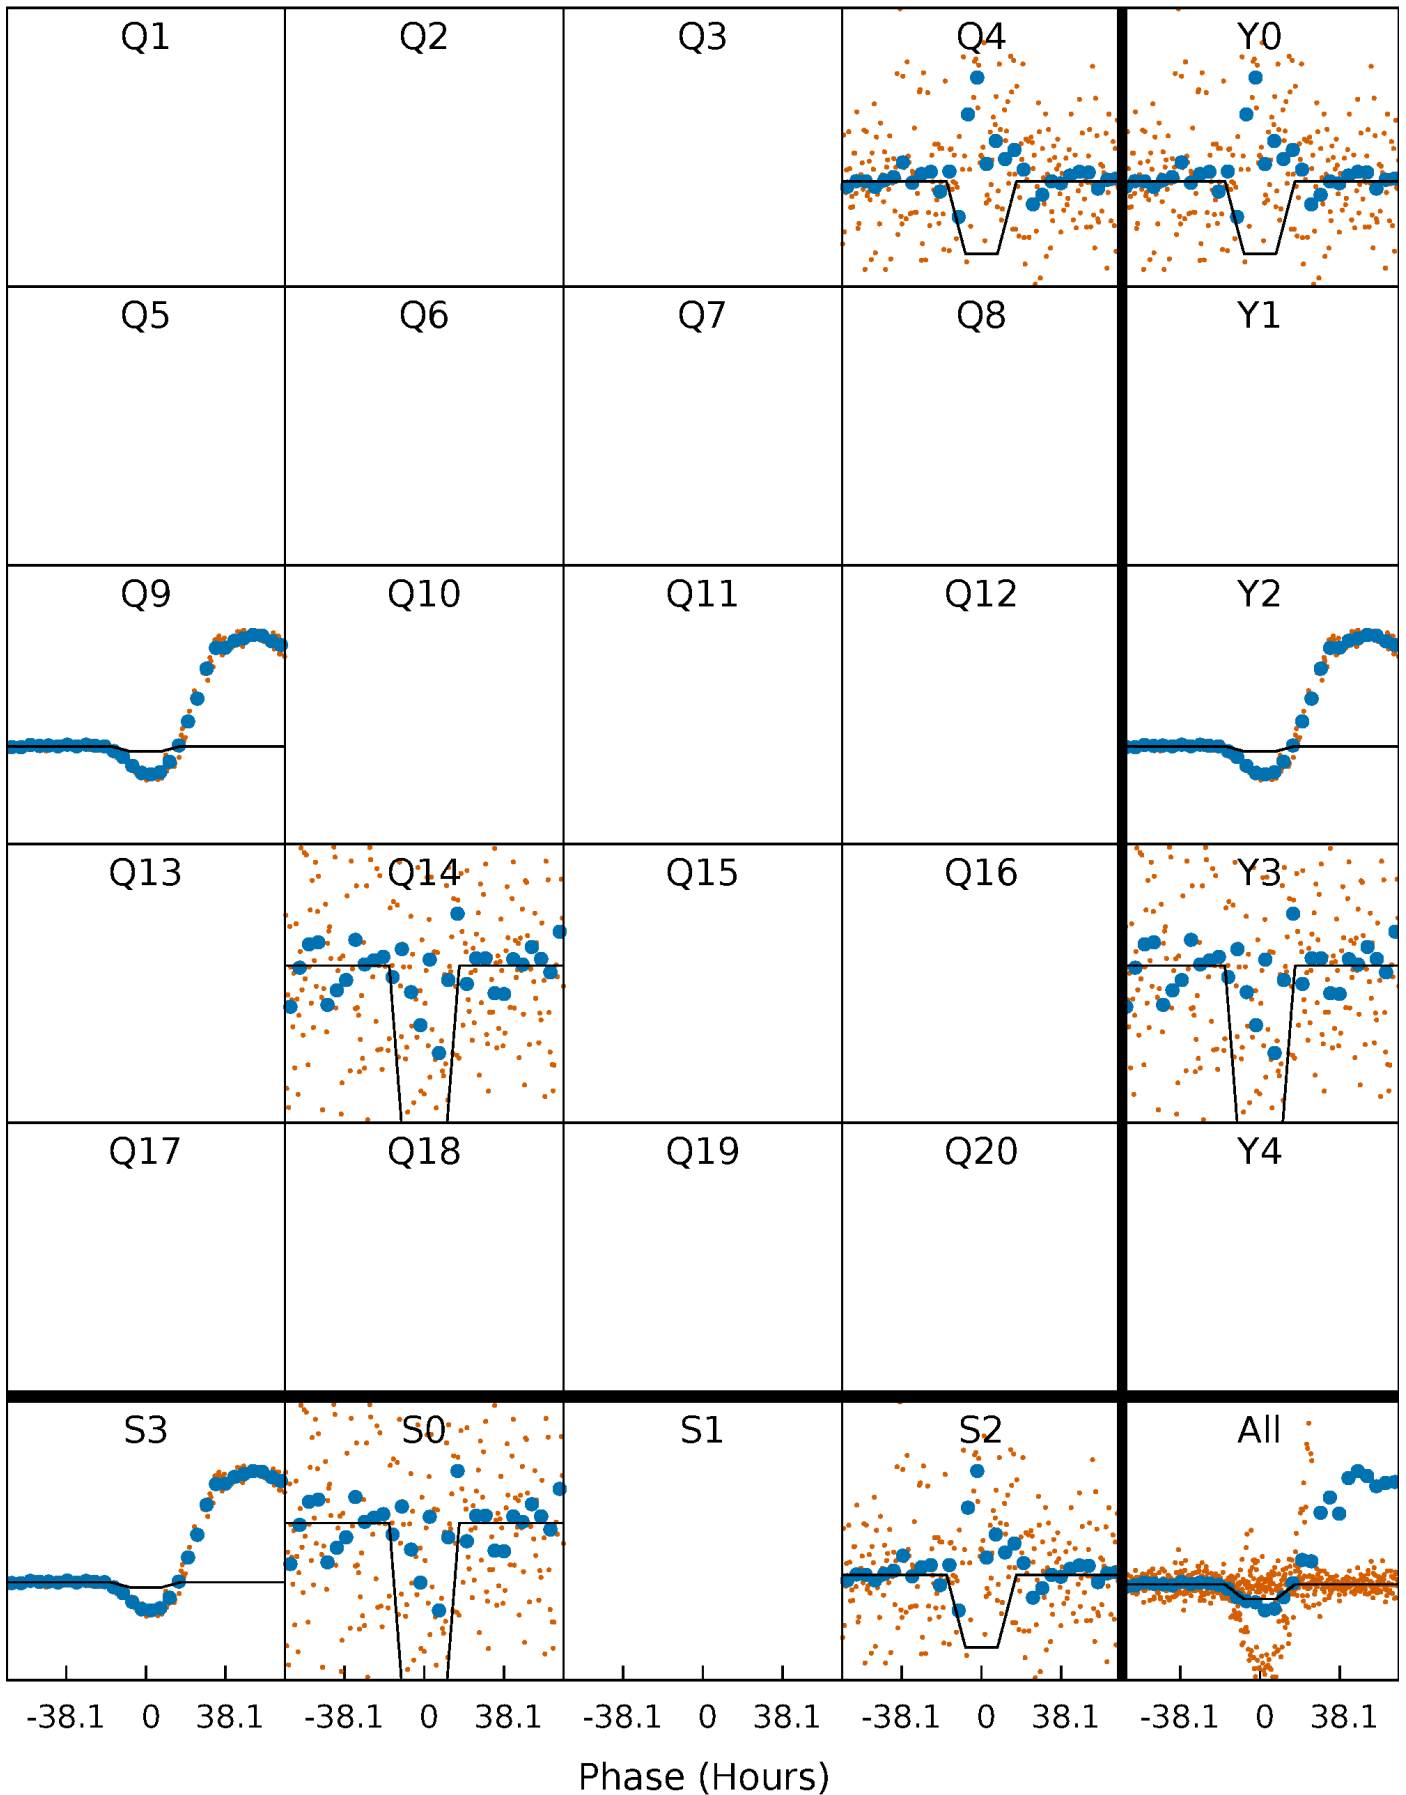 Q1 Q2 Q3 Q4 Y0
Q5 Q6 Q7 Q8 Y1
Q9 Q10 Q11 Q12 Y2
Q13 Q14 Q15 Q16 Y3
Q17 Q18 Q19 Q20 Y4
S3 S0 S1 S2 All
-38.1 0 38.1 -38.1 0 38.1 -38.1 0 38.1 -38.1 0 38.1 -38.1 0 38.1
Phase (Hours)